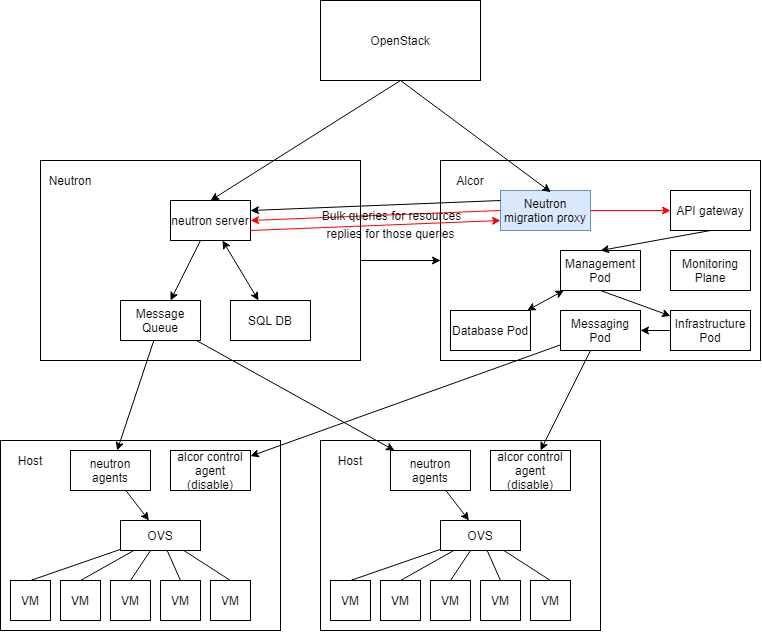 OpenStack
Neutron
Alcor
neutron server
Bulk queries for resources
replies for those queries
Neutron
migration proxy
API gateway
Management
Pod
Monitoring
Plane
Message
Queue
SQL DB
Database Pod
Messaging
Pod
Infrastructure
Pod
Host
neutron
agents
alcor control
agent
(disable)
Host
neutron
agents
alcor control
agent
(disable)
OVS
OVS
VM
VM
VM
VM
VM
VM
VM
VM
VM
VM